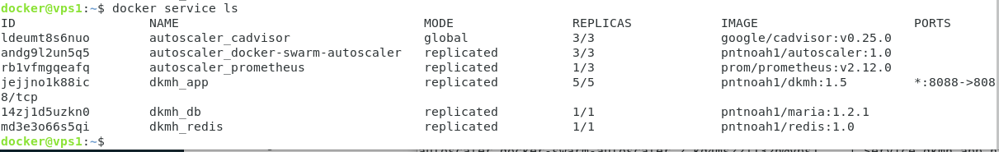 docker@vps1:~$ docker service ls
ID NAME MODE REPLICAS IMAGE PORTS
ldeumt8s6nuo autoscaler_cadvisor global 3/3 google/cadvisor:v0.25.0
andg9l2un5q5 autoscaler_docker-swarm-autoscaler replicated 3/3 pntnoah1/autoscaler:1.0
rb1vfmgqeafq autoscaler_prometheus replicated 1/3 prom/prometheus:v2.12.0
jejjno1k88ic dkmh_app replicated 5/5 pntnoah1/dkmh:1.5 *:8088->808
8/tcp
14zj1d5uzkn0 dkmh_db replicated 1/1 pntnoah1/maria:1.2.1
md3e3o66s5qi dkmh_redis replicated 1/1 pntnoah1/redis:1.0
docker@vps1:~$